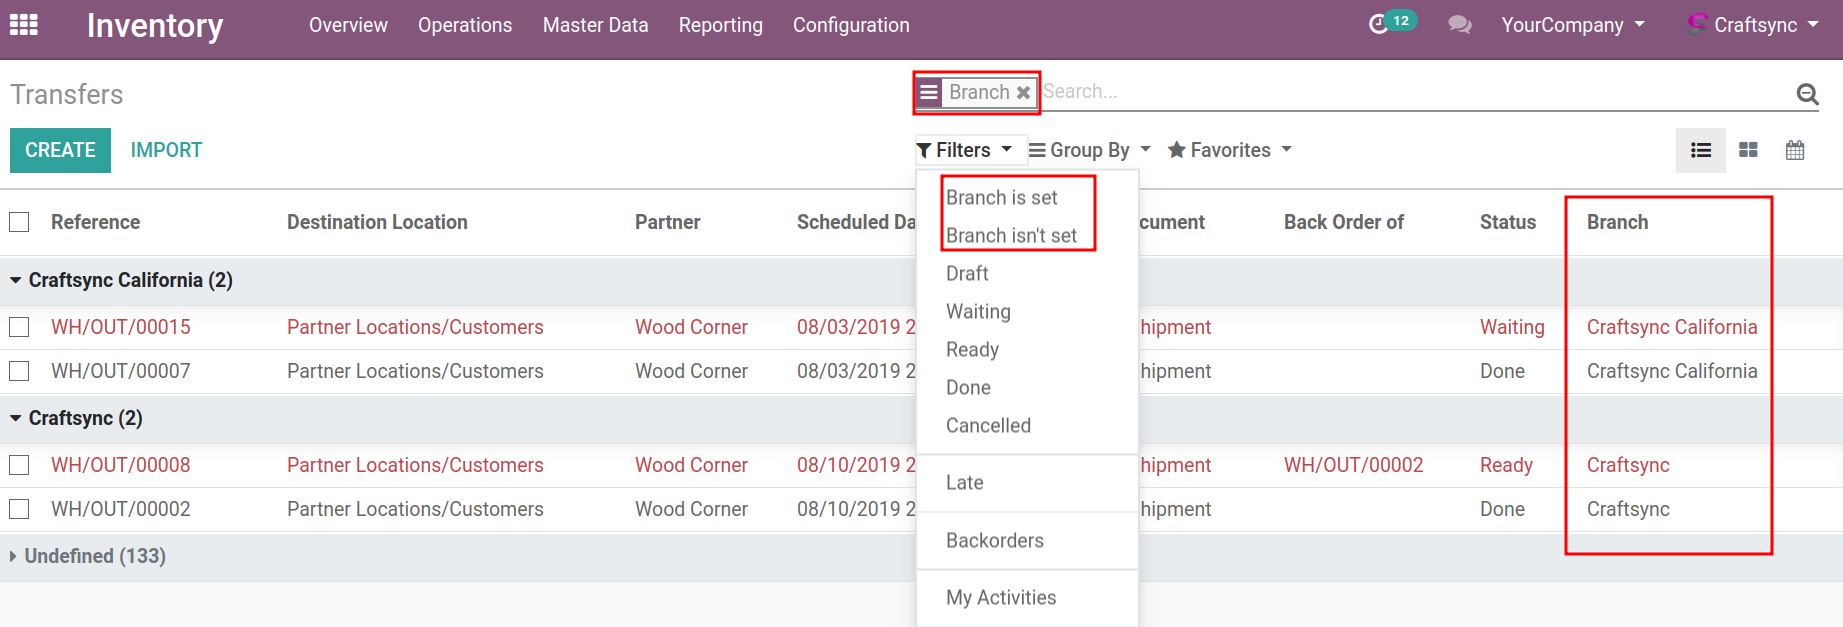 Inventory Overview Operations Master Data Reporting Configuration 12 YourCompany Craftsync
Transfers Branch Search...
CREATE IMPORT Filters Group By Favorites
Branch is set
Reference Destination Location Partner Scheduled Da cument Back Order of Status Branch
Branch isn't set
Draft
Craftsync California (2)
Waiting
WH/OUT/00015 Partner Locations/Customers Wood Corner 08/03/2019 2 hipment Waiting Craftsync California
Ready
WH/OUT/00007 Partner Locations/Customers Wood Corner 08/03/2019 2 hipment Done Craftsync California
Done
Craftsync (2)
Cancelled
WH/OUT/00008 Partner Locations/Customers Wood Corner 08/10/2019 2 hipment WH/OUT/00002 Ready Craftsync
Late
WH/OUT/00002 Partner Locations/Customers Wood Corner 08/10/2019 2 hipment Done Craftsync
Backorders
Undefined (133)
My Activities